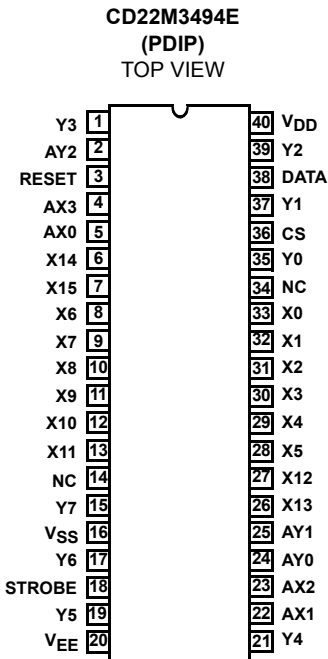 CD22M3494E
(PDIP)
TOP VIEW
Y3 1 40 VDD
AY2 2 39 Y2
RESET 3 38 DATA
AX3 4 37 Y1
AX0 5 36 CS
X14 6 35 Y0
X15 7 34 NC
X6 8 33 X0
X7 9 32 X1
X8 10 31 X2
X9 11 30 X3
X10 12 29 X4
X11 13 28 X5
NC 14 27 X12
Y7 15 26 X13
VSS 16 25 AY1
Y6 17 24 AY0
STROBE 18 23 AX2
Y5 19 22 AX1
VEE 20 21 Y4